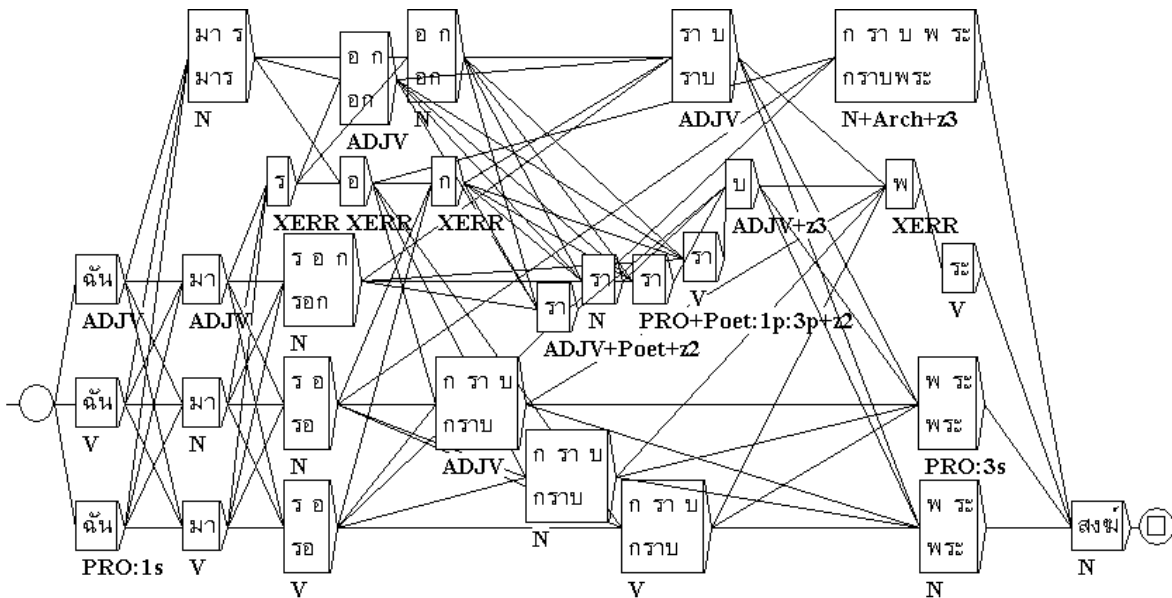 มา ร
มาร
N
อ ก
อก
ADJV
อ ก
อก
N
รา บ
ราบ
ADJV
ก รา บ พ ระ
กราบพระ
N+Arch+z3
ร
XERR
อ
XERR
ก
XERR
บ
ADJV+z3
พ
XERR
ฉัน
ADJV
มา
ADJV
ร อ ก
รอก
N
รา
ADJV+Poet+z2
รา
N
รา
PRO+Poet:1p:3p+z2
รา
V
ระ
V
ฉัน
V
มา
N
ร อ
รอ
N
ก รา บ
กราบ
ADJV
ก รา บ
กราบ
N
พ ระ
พระ
PRO:3s
ฉัน
PRO:1s
มา
V
ร อ
รอ
V
ก รา บ
กราบ
V
พ ระ
พระ
N
สงฆ์
N